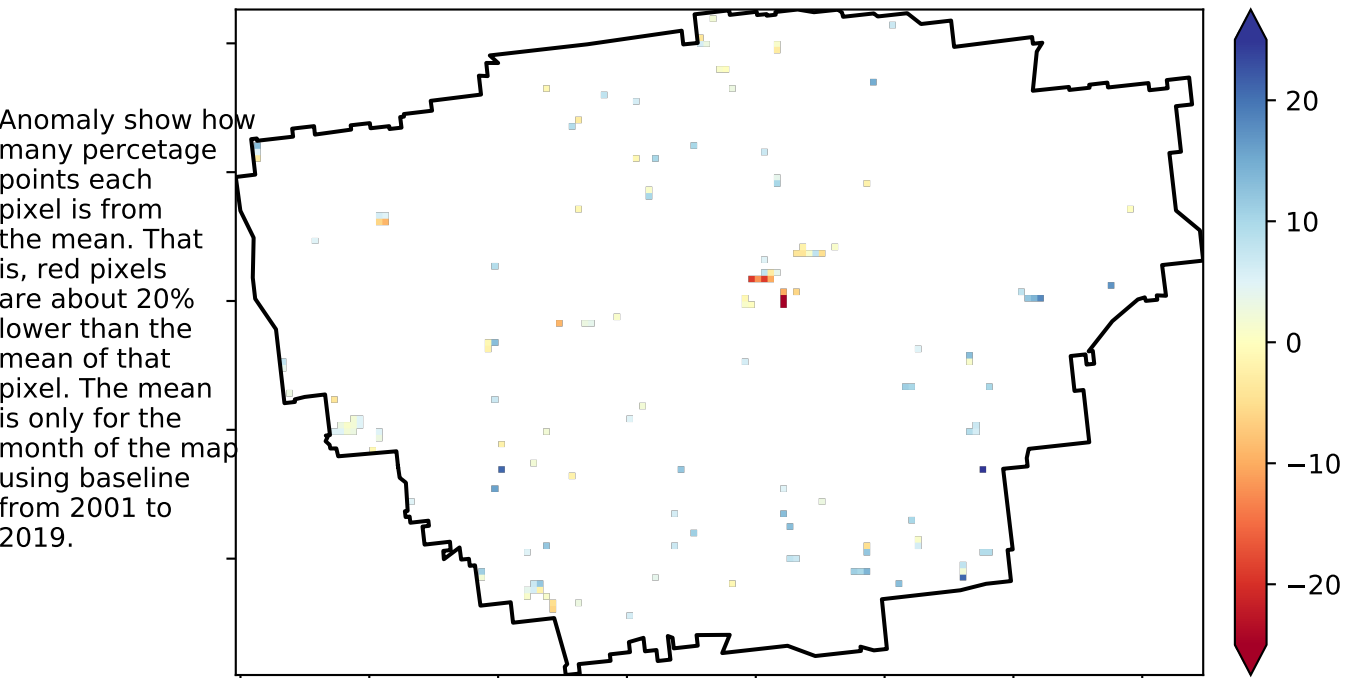 Anomaly show how
many percetage
points each
pixel is from
the mean. That
is, red pixels
are about 20%
lower than the
mean of that
pixel. The mean
is only for the
month of the map
using baseline
from 2001 to
2019.
20
10
0
−10
−20